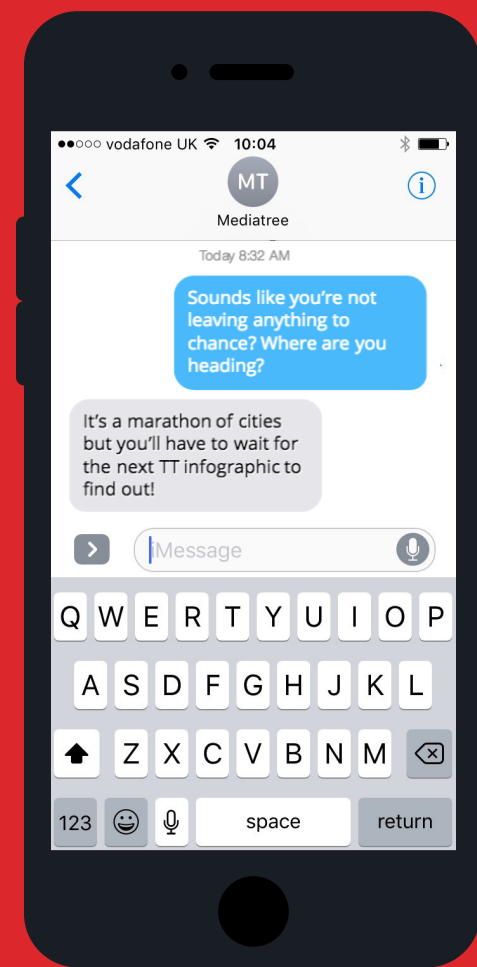 vodafone UK 10:04
MT
Mediatree
Today 8:32 AM
Sounds like you’re not
leaving anything to
chance? Where are you
heading?
It’s a marathon of cities
but you’ll have to wait for
the next TT infographic to
find out!
iMessage
Q W E R T Y U I O P
A S D F G H J K L
Z X C V B N M
123 space return